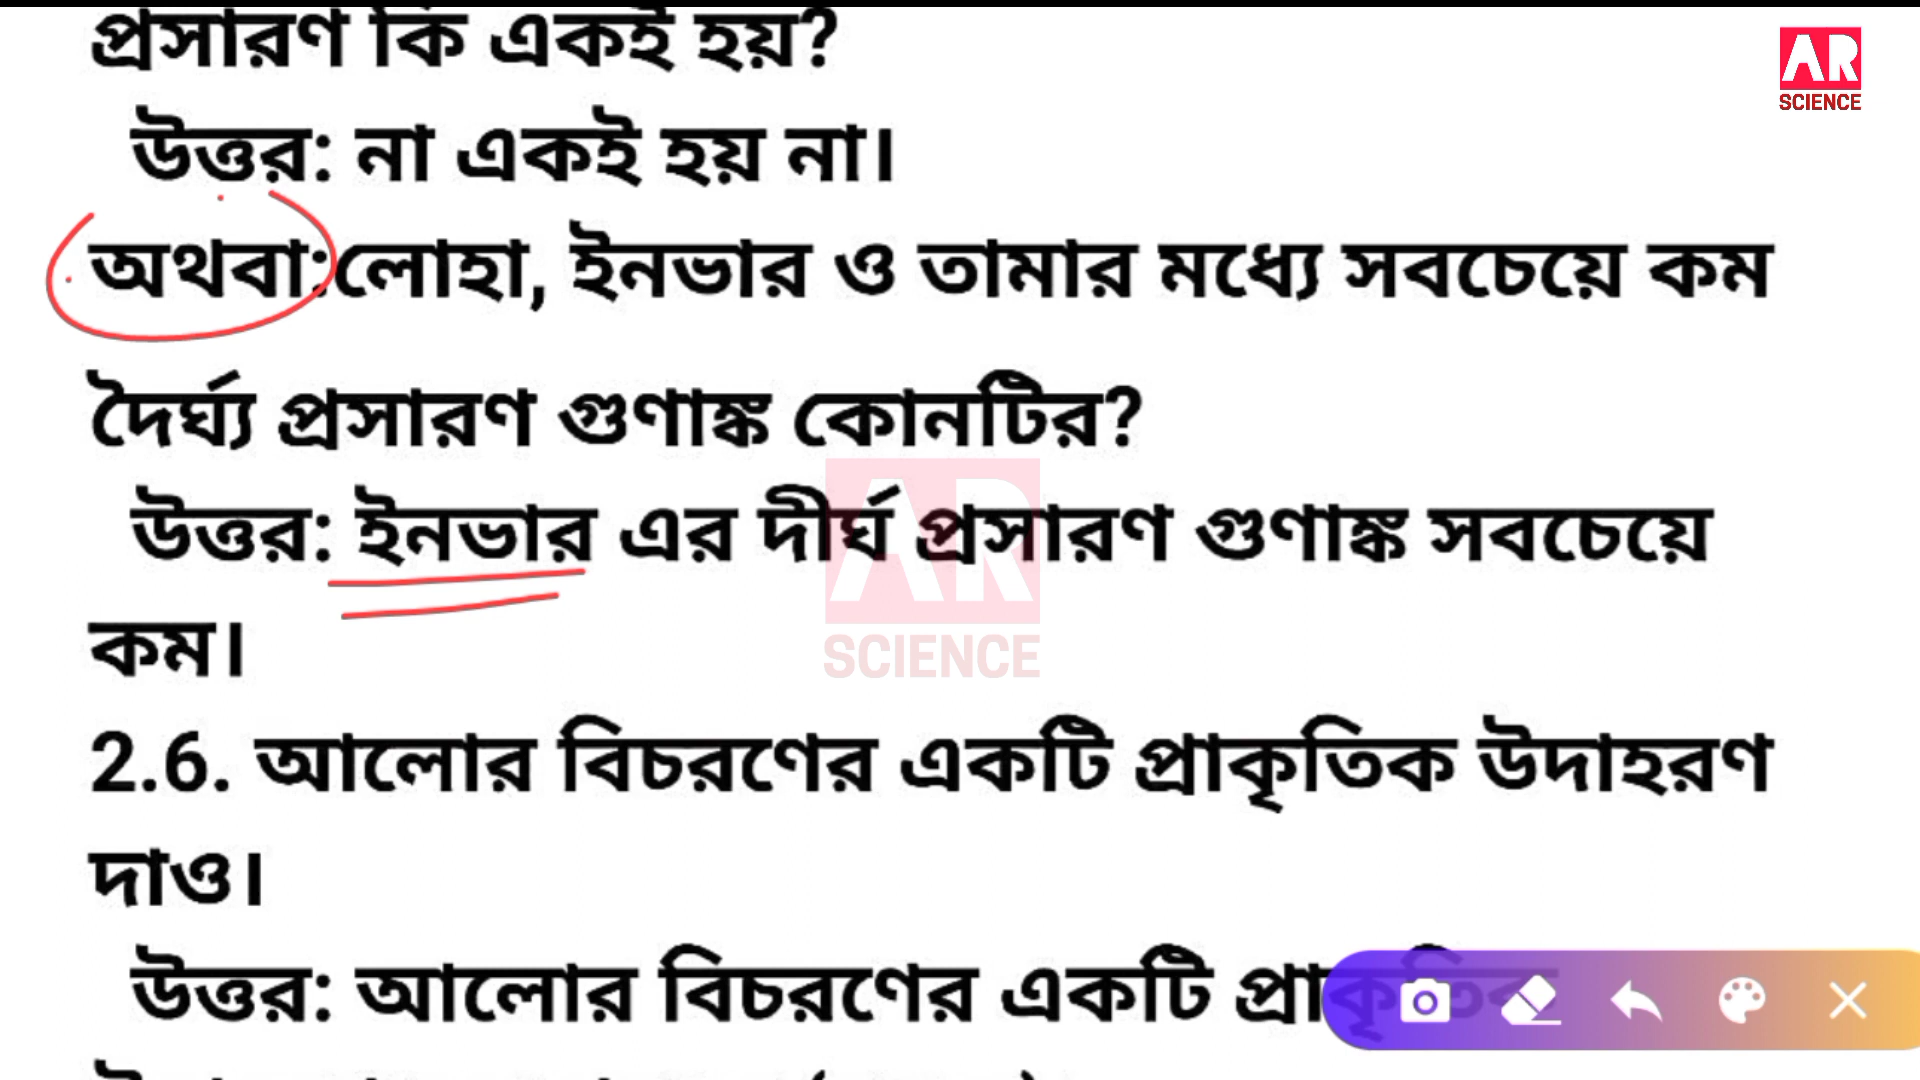 প্রসারণ কি একই হয়?
AR
SCIENCE
উত্তর: না একই হয় না।
অথবা:লোহা, ইনভার ও তামার মধ্যে সবচেয়ে কম
দৈর্ঘ্য প্রসারণ গুণাঙ্ক কোনটির?
উত্তর: ইনভার এর দীর্ঘ প্রসারণ গুণাঙ্ক সবচেয়ে
AR
SCIENCE
কম।
2.6. আলোর বিচরণের একটি প্রাকৃতিক উদাহরণ
দাও।
উত্তর: আলোর বিচরণের একটি প্রাকৃতিক